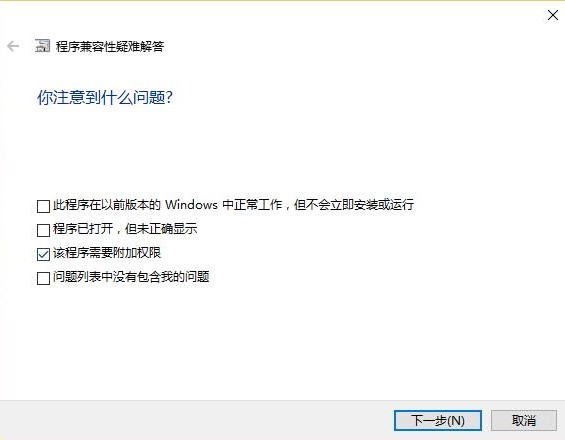 程序兼容性疑难解答
你注意到什么问题?
此程序在以前版本的 Windows 中正常工作，但不会立即安装或运行
程序已打开，但未正确显示
该程序需要附加权限
问题列表中没有包含我的问题
下一步(N)
取消